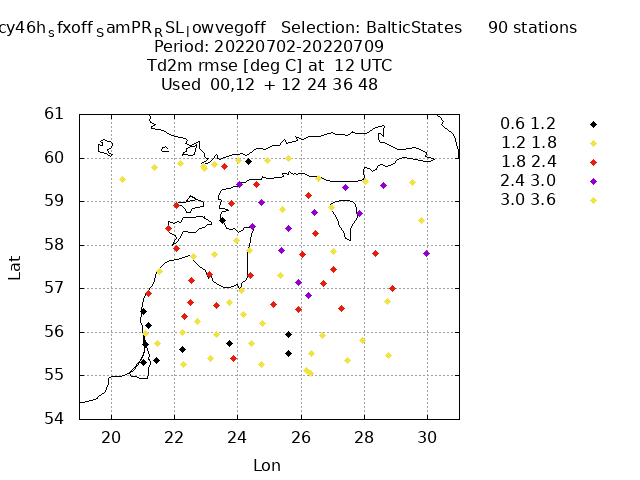 cy46h_sfxoff_samPR_RSL_lowvegoff   Selection: BalticStates     90 stations
Period: 20220702-20220709
Td2m rmse [deg C] at  12 UTC
Used  00,12  + 12 24 36 48
0.6 1.2
1.2 1.8
1.8 2.4
2.4 3.0
3.0 3.6
61
60
59
58
57
56
55
54
Lat
20 22 24 26 28 30
Lon